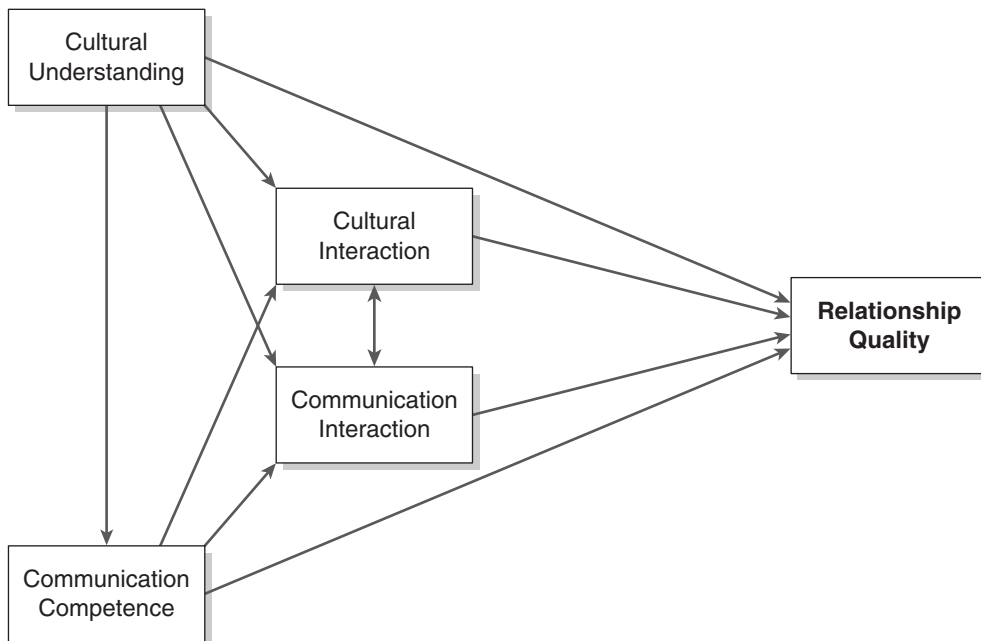 Cultural
Understanding
Cultural
Interaction
Relationship
Quality
Communication
Interaction
Communication
Competence